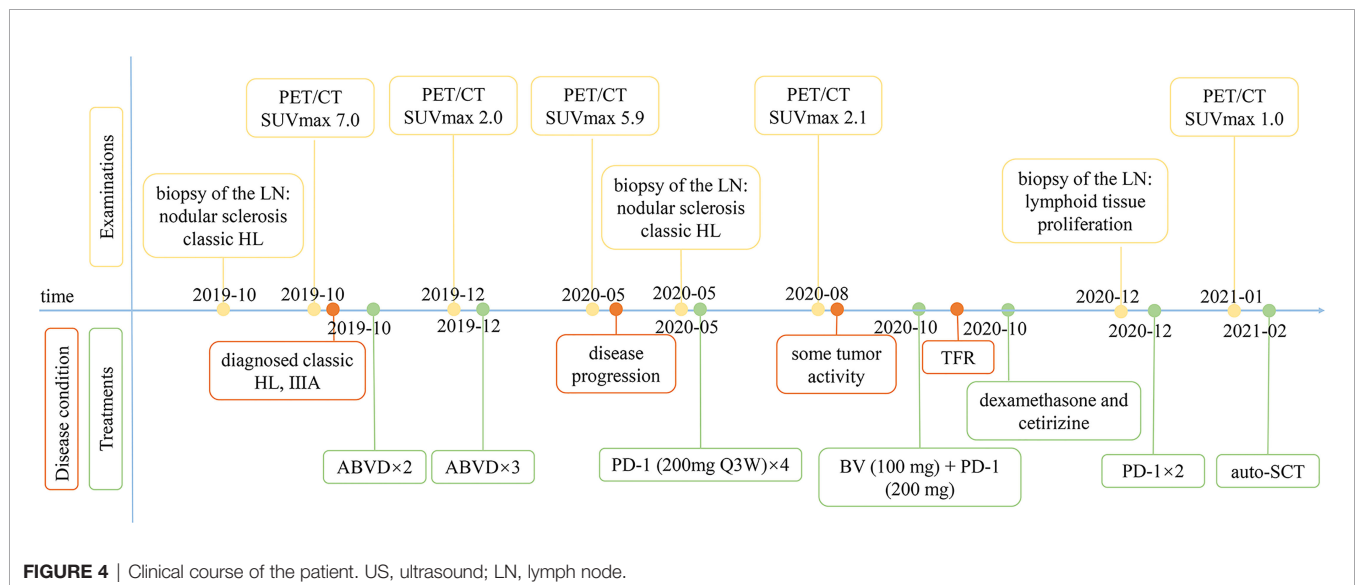 PET/CT
SUVmax 7.0
PET/CT
SUVmax 2.0
PET/CT
SUVmax 5.9
PET/CT
SUVmax 2.1
PET/CT
SUVmax 1.0
Examinations
biopsy of the LN:
nodular sclerosis
classic HL
biopsy of the LN:
nodular sclerosis
classic HL
biopsy of the LN:
lymphoid tissue
proliferation
time
2019-10
2019-10
2019-10
2019-12
2019-12
2020-05
2020-05
2020-05
2020-08
2020-10
2020-10
2020-12
2020-12
2021-01
2021-02
Disease condition
Treatments
diagnosed classic
HL, IIIA
disease
progression
some tumor
activity
TFR
dexamethasone and
cetirizine
ABVD×2
ABVD×3
PD-1 (200mg Q3W)×4
BV (100 mg) + PD-1
(200 mg)
PD-1×2
auto-SCT
FIGURE 4 | Clinical course of the patient. US, ultrasound; LN, lymph node.